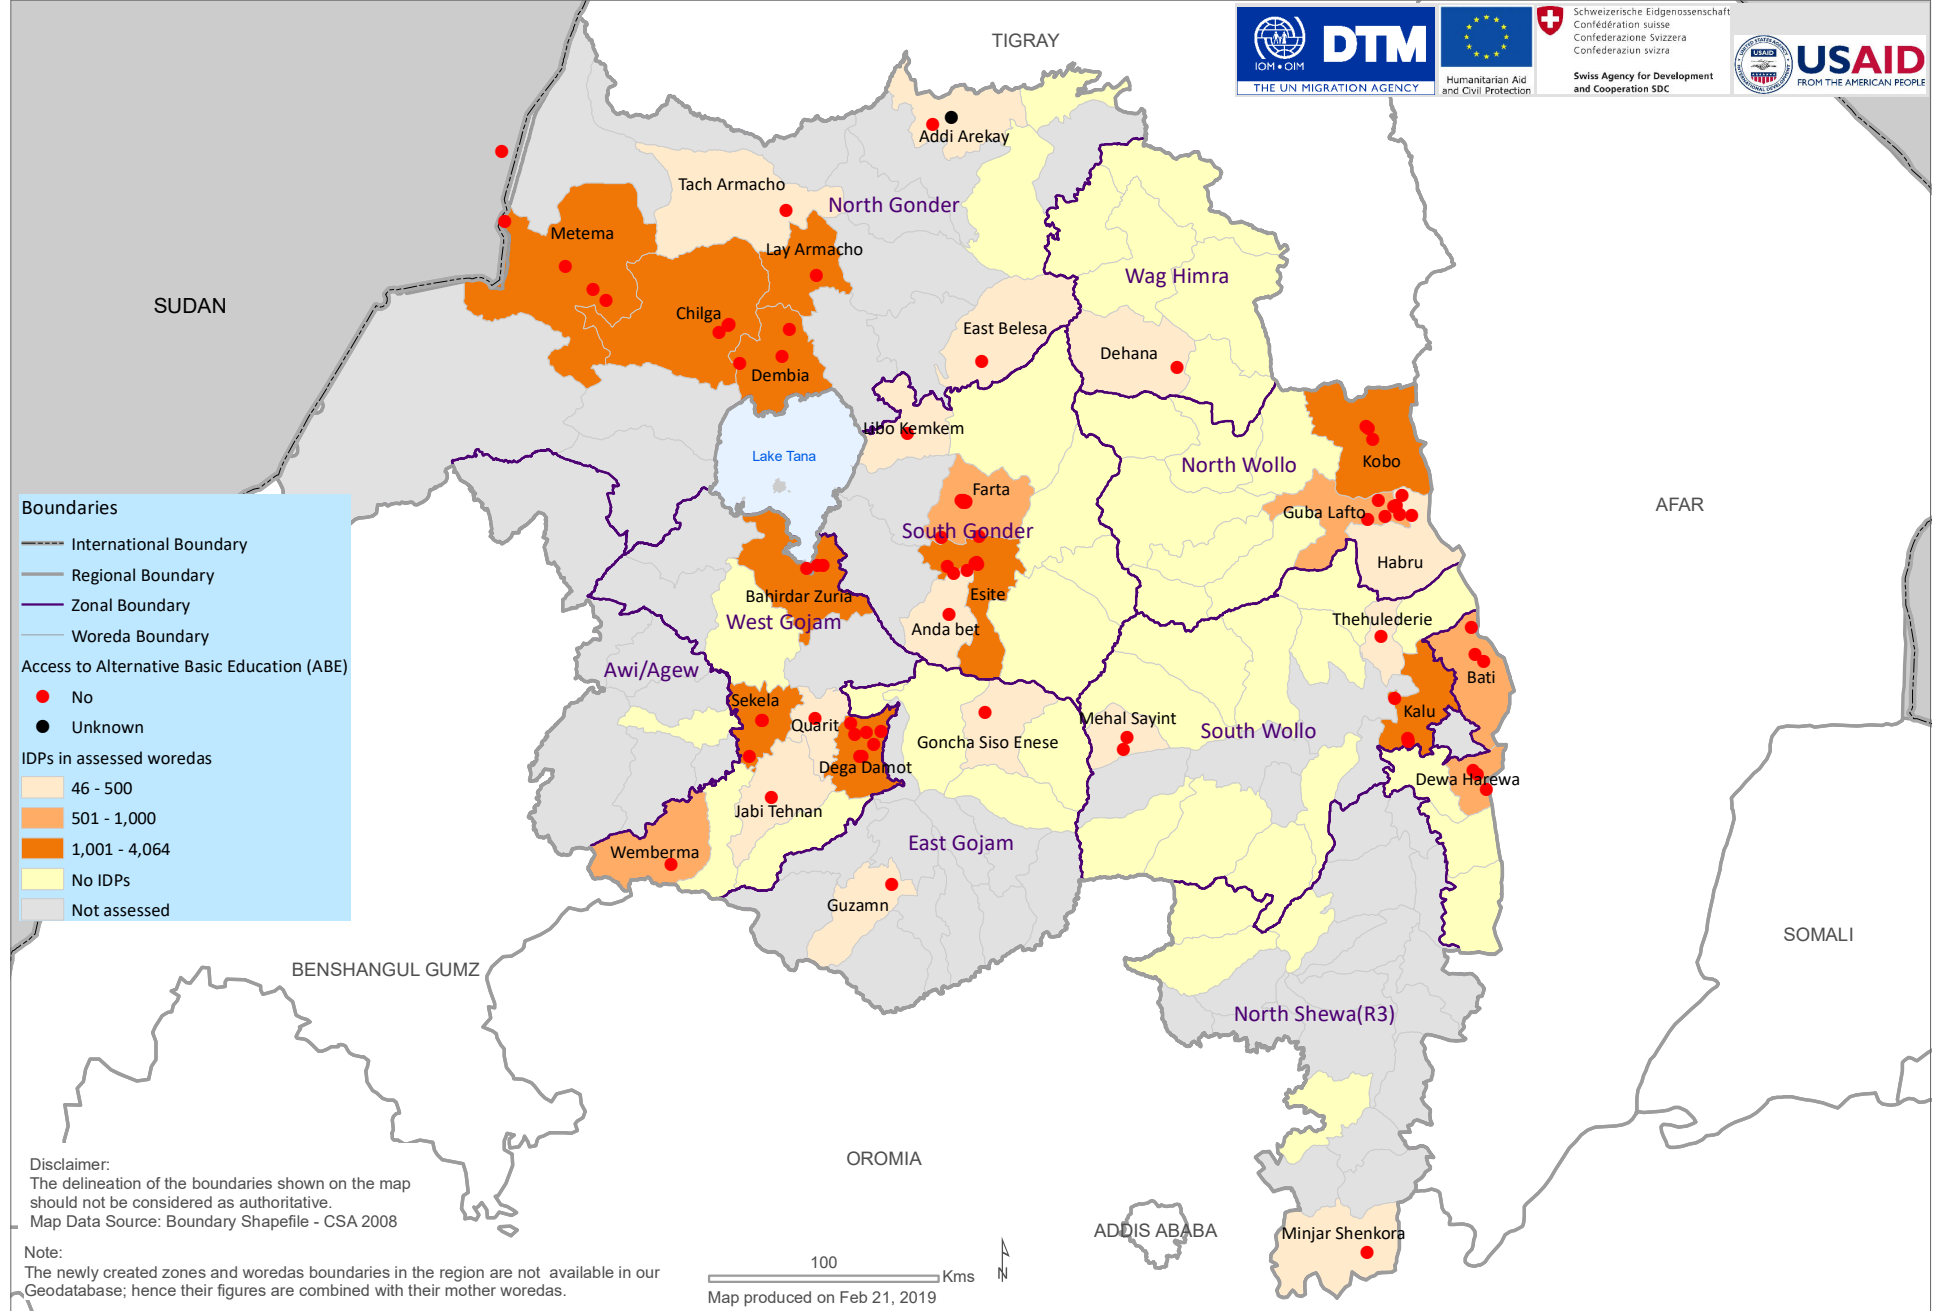 TIGRAY
IOM • OIM
DTM
THE UN MIGRATION AGENCY
Humanitarian Aid
and Civil Protection
Schweizerische Eidgenossenschaft
Confédération suisse
Confederazione Svizzera
Confederaziun svizra
Swiss Agency for Development
and Cooperation SDC
USAID
USAID
FROM THE AMERICAN PEOPLE
Addi Arekay
Tach Armacho
North Gonder
Metema
Lay Armacho
Wag Himra
SUDAN
Chilga
East Belesa
Dehana
Dembia
Libo Kemkem
Lake Tana
North Wollo
Kobo
Farta
AFAR
Guba Lafto
South Gonder
Habru
Bahirdar Zuria
Esite
West Gojam
Anda bet
Thehulederie
Awi/Agew
Bati
Sekela
Quarit
Kalu
Mehal Sayint
South Wollo
Goncha Siso Enese
Dega Damot
Dewa Harewa
Jabi Tehnan
East Gojam
Wemberma
Guzamn
SOMALI
BENSHANGUL GUMZ
North Shewa(R3)
OROMIA
ADDIS ABABA
Minjar Shenkora
Boundaries
International Boundary
Regional Boundary
Zonal Boundary
Woreda Boundary
Access to Alternative Basic Education (ABE)
No
Unknown
IDPs in assessed woredas
46 - 500
501 - 1,000
1,001 - 4,064
No IDPs
Not assessed
Disclaimer:
The delineation of the boundaries shown on the map
should not be considered as authoritative.
Map Data Source: Boundary Shapefile - CSA 2008
Note:
The newly created zones and woredas boundaries in the region are not available in our
Geodatabase; hence their figures are combined with their mother woredas.
100
Kms
N
Map produced on Feb 21, 2019